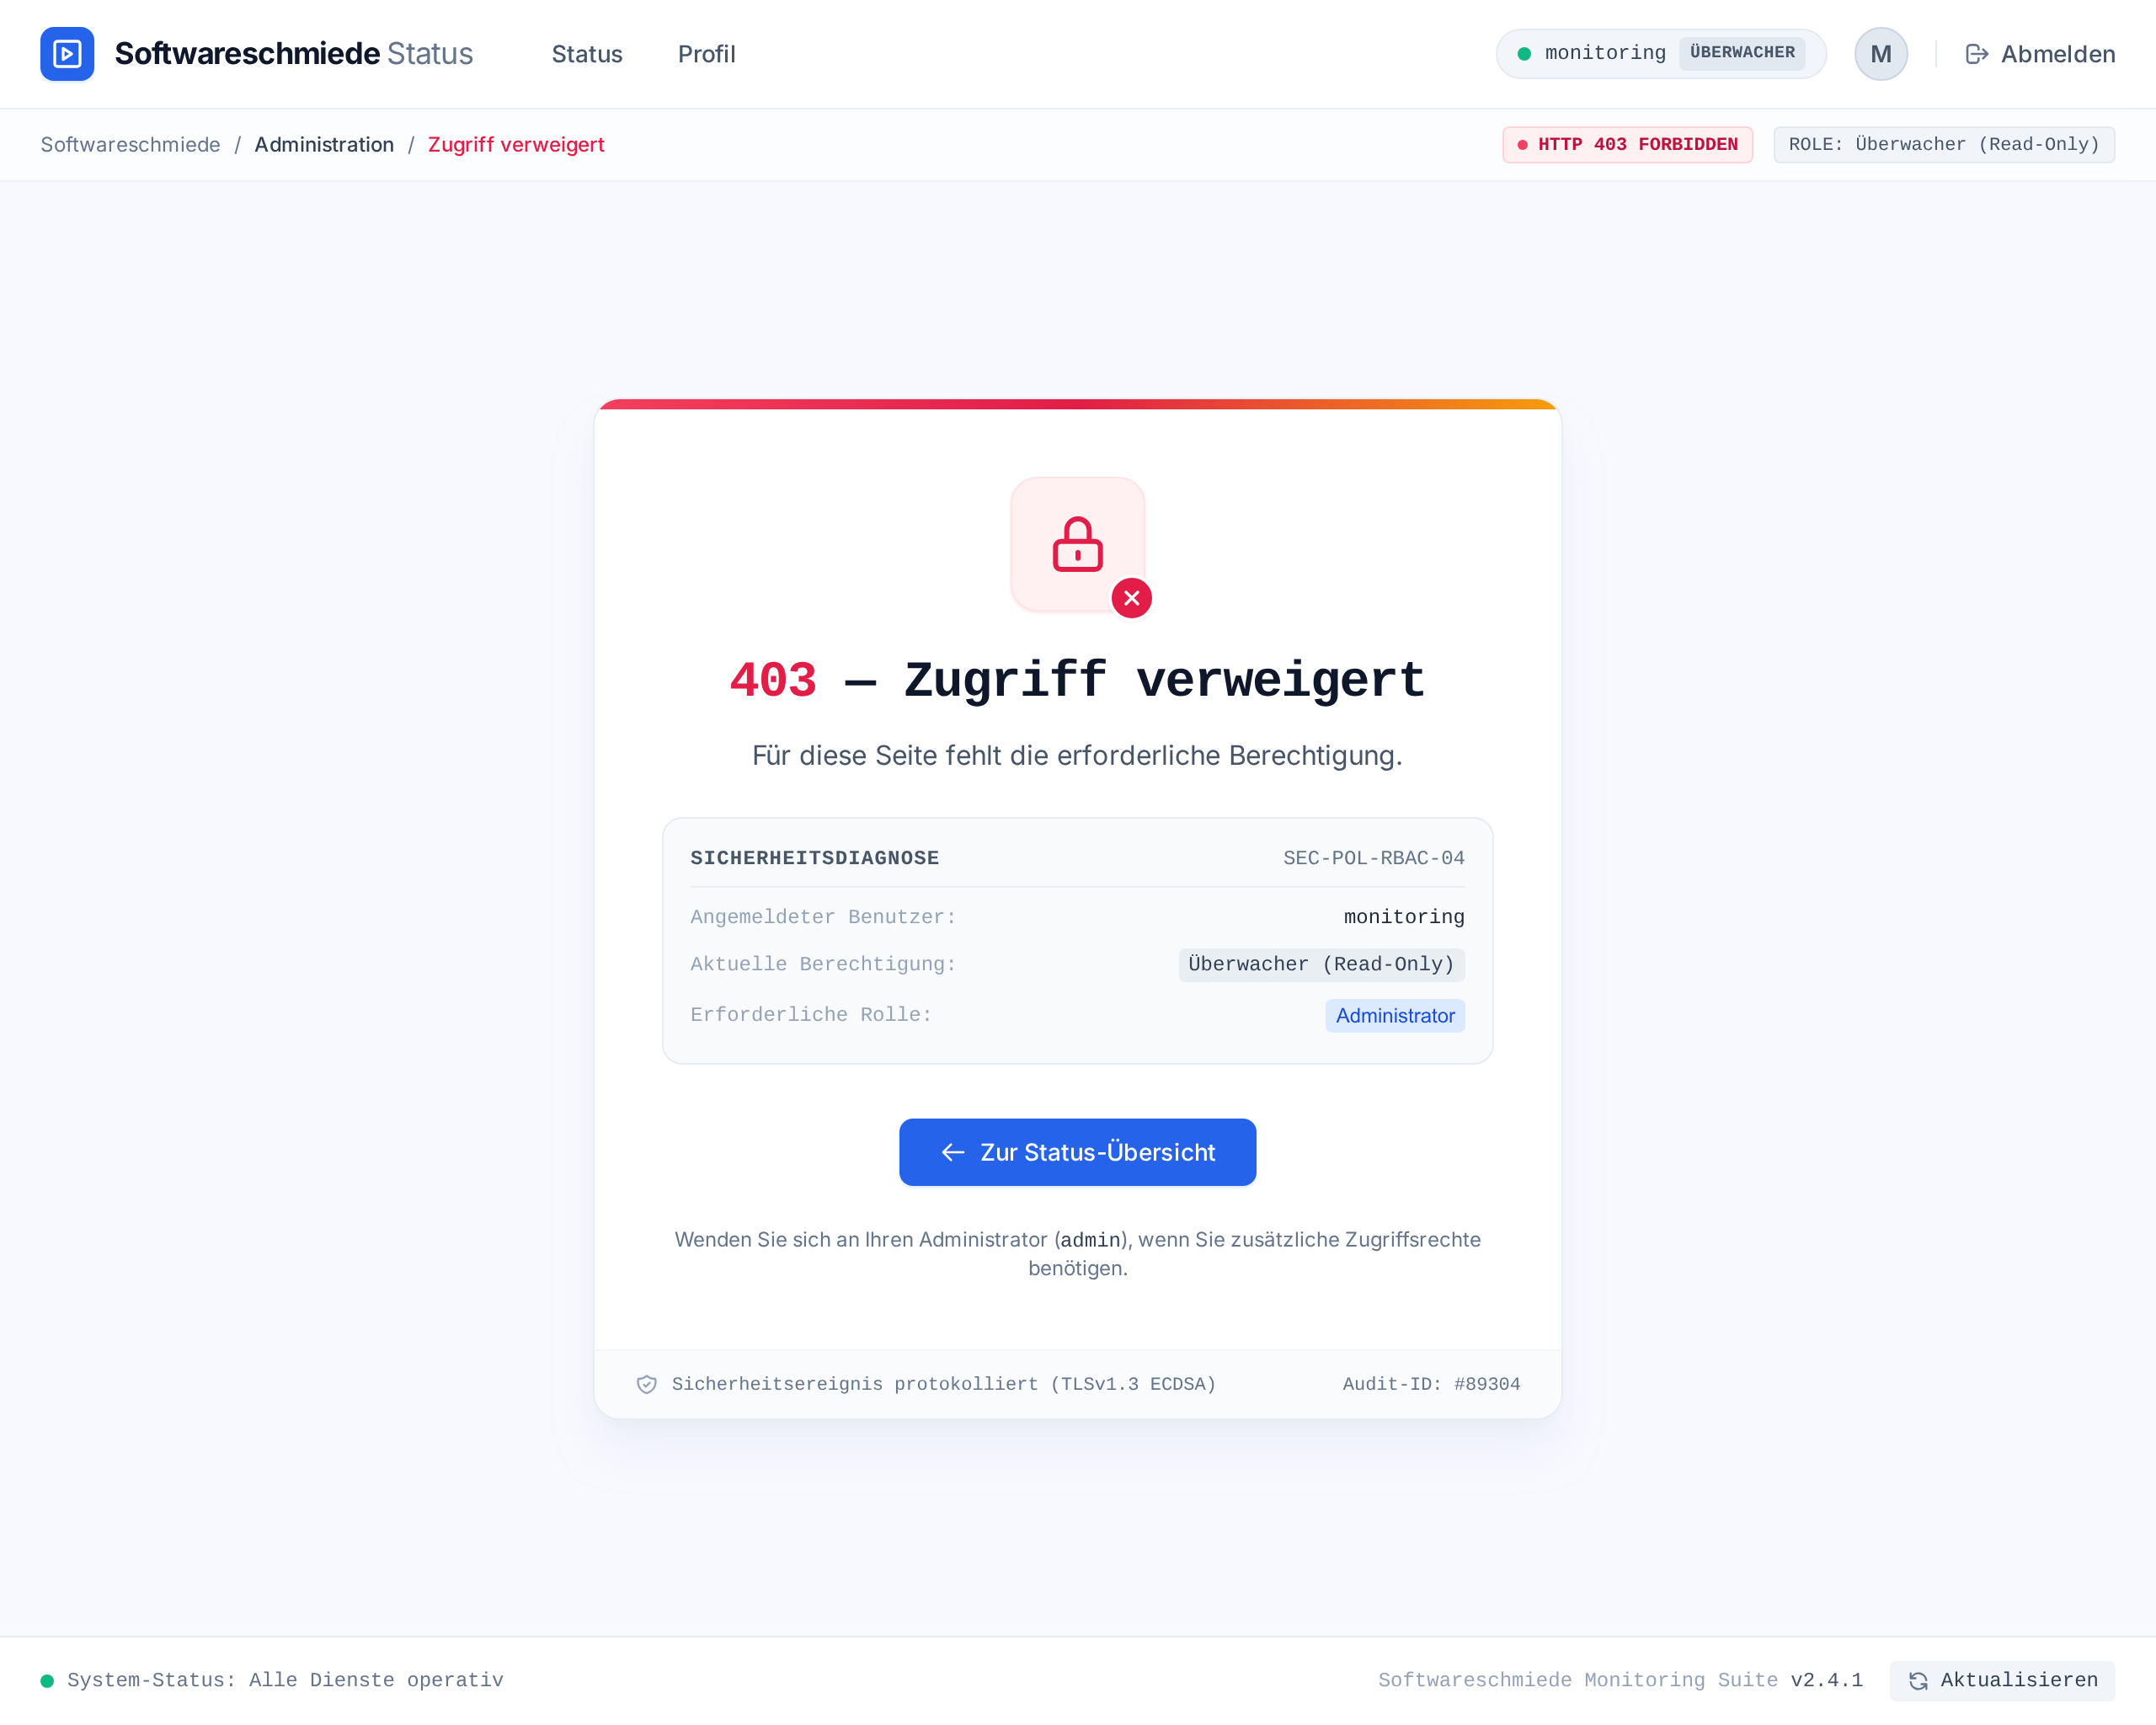 Softwareschmiede Status
Status
Profil
monitoring ÜBERWACHER
M
Abmelden
Softwareschmiede / Administration / Zugriff verweigert
HTTP 403 FORBIDDEN
ROLE: Überwacher (Read-Only)
403 — Zugriff verweigert
Für diese Seite fehlt die erforderliche Berechtigung.
SICHERHEITSDIAGNOSE SEC-POL-RBAC-04
Angemeldeter Benutzer: monitoring
Aktuelle Berechtigung: Überwacher (Read-Only)
Erforderliche Rolle: Administrator
Zur Status-Übersicht
Wenden Sie sich an Ihren Administrator (admin), wenn Sie zusätzliche Zugriffsrechte
benötigen.
Sicherheitsereignis protokolliert (TLSv1.3 ECDSA) Audit-ID: #89304
System-Status: Alle Dienste operativ
Softwareschmiede Monitoring Suite v2.4.1
Aktualisieren